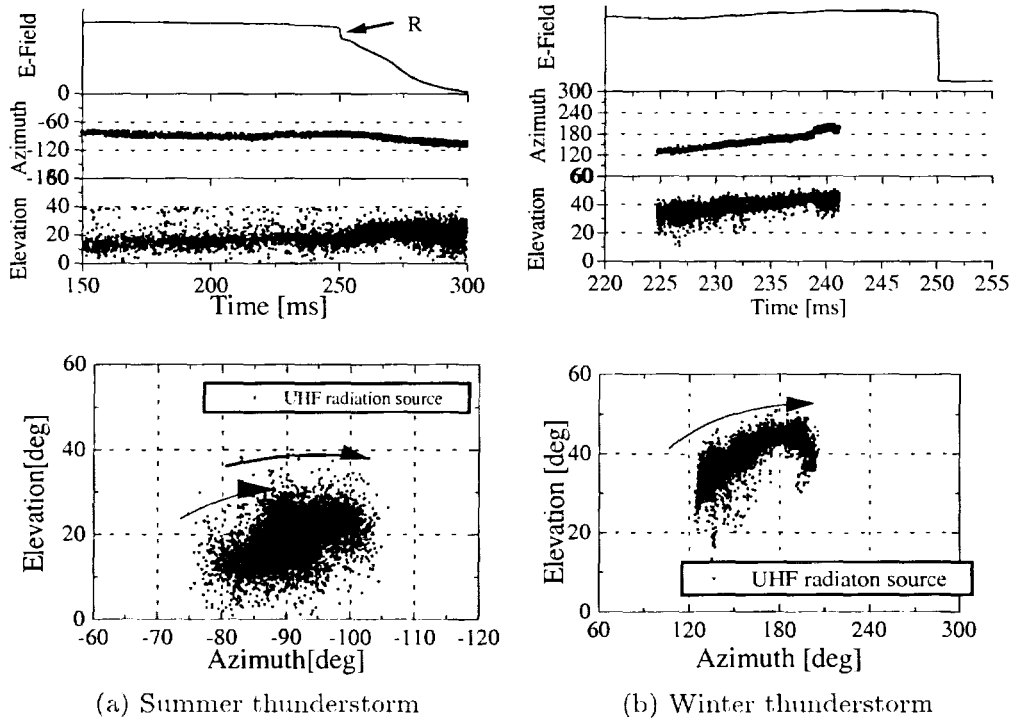 E-Field
R
0
Azimuth
-60
-120
Elevation
40
20
0
150 200 250 300
Time [ms]
60
40
20
0
Elevation[deg]
UHF radiation source
-60 -70 -80 -90 -100 -110 -120
Azimuth[deg]
(a) Summer thunderstorm
E-Field
300
Azimuth
240
180
120
Elevation
40
20
0
220 225 230 235 240 245 250 255
Time [ms]
60
40
20
0
Elevation [deg]
UHF radiaton source
60 120 180 240 300
Azimuth [deg]
(b) Winter thunderstorm